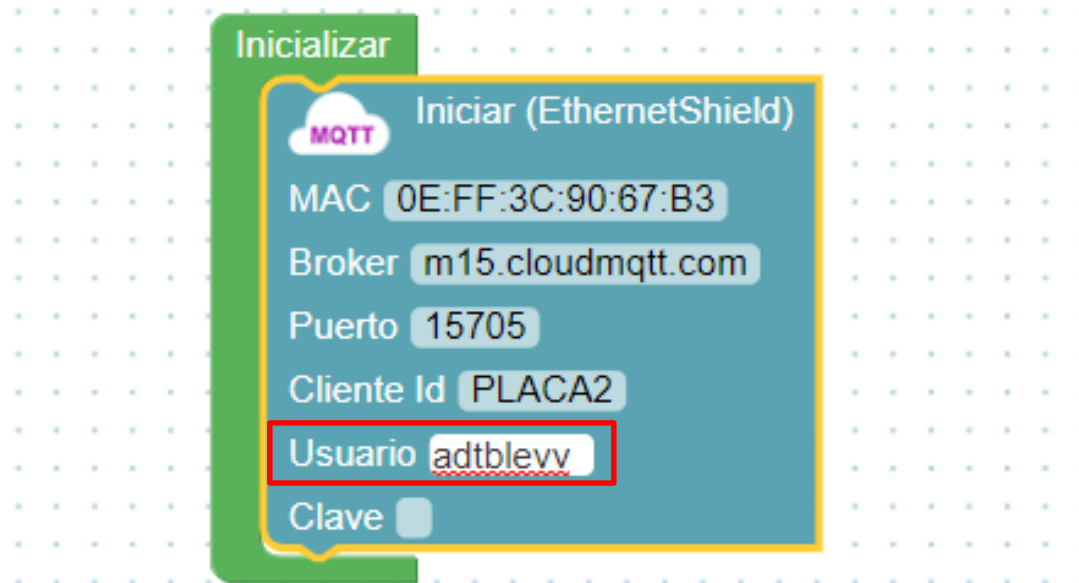 Inicializar
MQTT
Iniciar (EthernetShield)
MAC 0E:FF:3C:90:67:B3
Broker m15.cloudmqtt.com
Puerto 15705
Cliente Id PLACA2
Usuario adtblevv
Clave